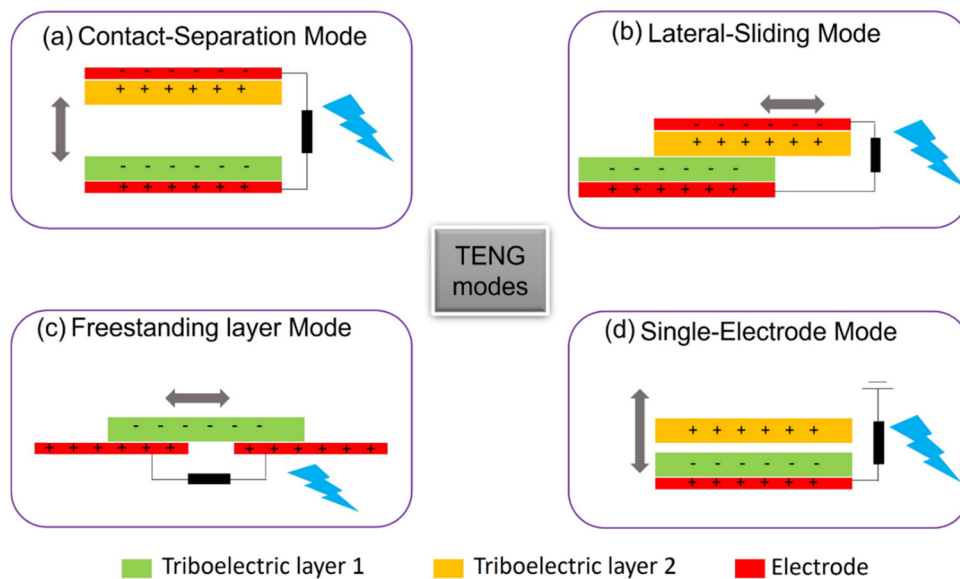 (a) Contact-Separation Mode
- - - - - -
+ + + + + +
- - - - - -
+ + + + + +
(b) Lateral-Sliding Mode
- - - - - -
+ + + + + +
- - - - - -
+ + + + + +
TENG
modes
(c) Freestanding layer Mode
- - - - - -
+ + + + + + + + + + + +
(d) Single-Electrode Mode
+ + + + + +
- - - - - -
+ + + + + +
Triboelectric layer 1
Triboelectric layer 2
Electrode